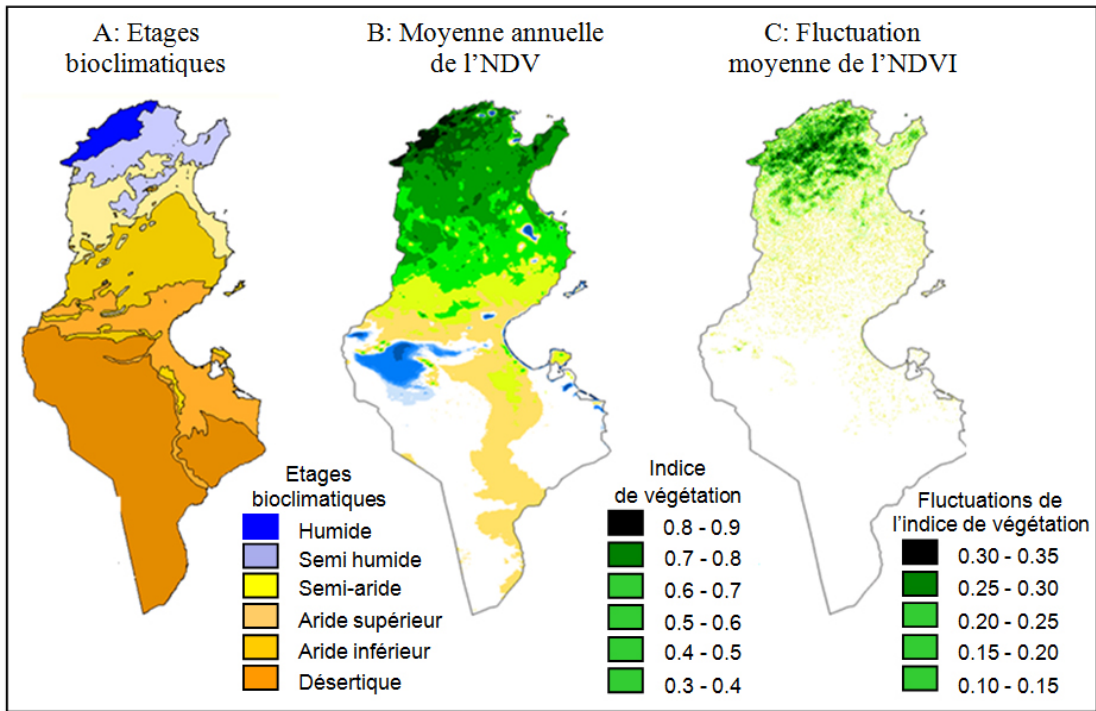 A: Etages
bioclimatiques
B: Moyenne annuelle
de l'NDV
C: Fluctuation
moyenne de l'NDVI
Etages
bioclimatiques
Humide
Semi humide
Semi-aride
Aride supérieur
Aride inférieur
Désertique
Indice
de végétation
0.8 - 0.9
0.7 - 0.8
0.6 - 0.7
0.5 - 0.6
0.4 - 0.5
0.3 - 0.4
Fluctuations de
l'indice de végétation
0.30 - 0.35
0.25 - 0.30
0.20 - 0.25
0.15 - 0.20
0.10 - 0.15